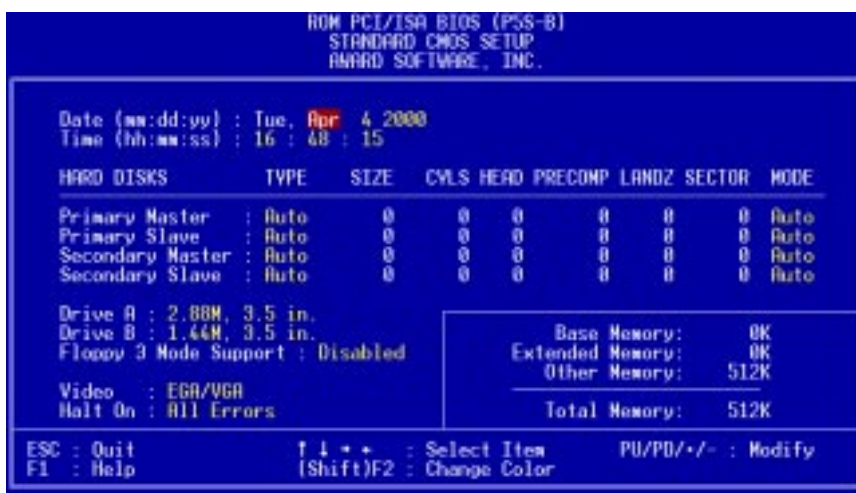 ROM PCI/ISA BIOS (P5S-B)
STANDARD CMOS SETUP
AWARD SOFTWARE, INC.
Date (mm:dd:yy) : Tue, Apr 4 2000
Time (hh:mm:ss) : 16 : 48 : 15
HARD DISKS TYPE SIZE CYLS HEAD PRECOMP LANDZ SECTOR MODE
Primary Master : Auto 0 0 0 0 0 0 Auto
Primary Slave : Auto 0 0 0 0 0 0 Auto
Secondary Master : Auto 0 0 0 0 0 0 Auto
Secondary Slave : Auto 0 0 0 0 0 0 Auto
Drive A : 2.88M, 3.5 in.
Drive B : 1.44M, 3.5 in.
Floppy 3 Mode Support : Disabled
Video : EGA/VGA
Halt On : All Errors
Base Memory: 0K
Extended Memory: 0K
Other Memory: 512K
Total Memory: 512K
ESC : Quit ↑ ↓ → ← : Select Item PU/PD/+/- : Modify
F1 : Help (Shift)F2 : Change Color